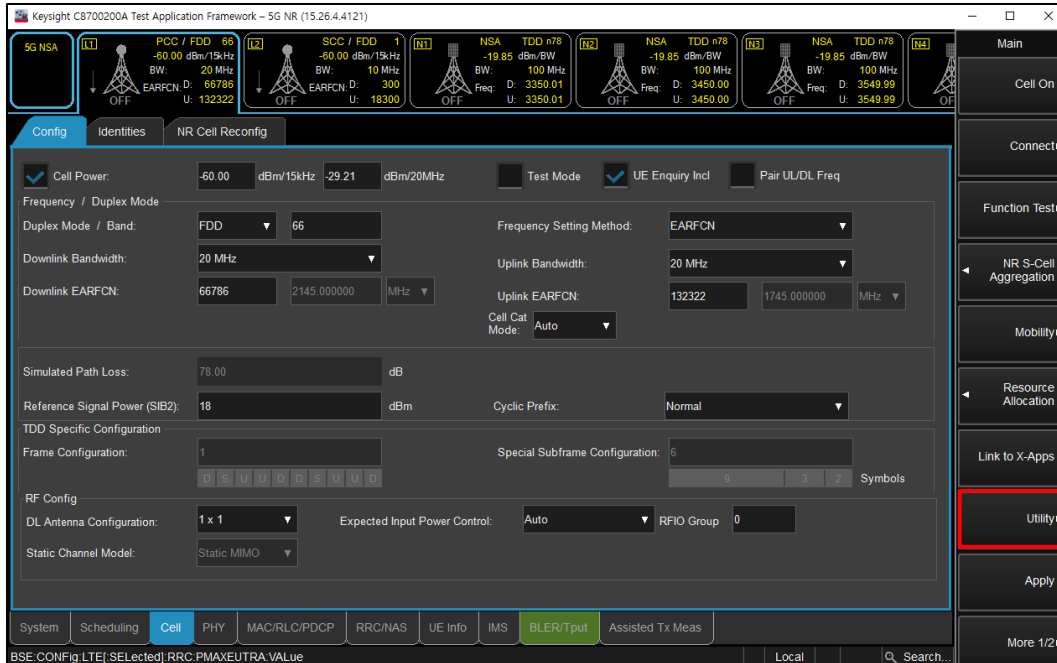 Keysight C8700200A Test Application Framework – 5G NR (15.26.4.4121)
5G NSA
L1 PCC / FDD 66
-60.00 dBm/15kHz
BW: 20 MHz
EARFCN: D: 66786
U: 132322
OFF
L2 SCC / FDD 1
-60.00 dBm/15kHz
BW: 10 MHz
EARFCN: D: 300
U: 18300
OFF
N1 NSA TDD n78
-19.85 dBm/BW
BW: 100 MHz
Freq: D: 3350.01
U: 3350.01
OFF
N2 NSA TDD n78
-19.85 dBm/BW
BW: 100 MHz
Freq: D: 3450.00
U: 3450.00
OFF
N3 NSA TDD n78
-19.85 dBm/BW
BW: 100 MHz
Freq: D: 3549.99
U: 3549.99
OFF
N4
OF
Config Identities NR Cell Reconfig
Cell Power: -60.00 dBm/15kHz -29.21 dBm/20MHz Test Mode UE Enquiry Incl Pair UL/DL Freq
Frequency / Duplex Mode
Duplex Mode / Band: FDD 66 Frequency Setting Method: EARFCN
Downlink Bandwidth: 20 MHz Uplink Bandwidth: 20 MHz
Downlink EARFCN: 66786 2145.000000 MHz Uplink EARFCN: 132322 1745.000000 MHz
Cell Cat
Mode: Auto
Simulated Path Loss: 78.00 dB
Reference Signal Power (SIB2): 18 dBm Cyclic Prefix: Normal
TDD Specific Configuration
Frame Configuration: 1 Special Subframe Configuration: 6
D S U U D D S U U D 9 3 2 Symbols
RF Config
DL Antenna Configuration: 1 x 1 Expected Input Power Control: Auto RFIO Group 0
Static Channel Model: Static MIMO
System Scheduling Cell PHY MAC/RLC/PDCP RRC/NAS UE Info IMS BLER/Tput Assisted Tx Meas
BSE:CONFig:LTE[:SELected]:RRC:PMAXEUTRA:VALue Local Search...
Main
Cell On
Connect
Function Test
NR S-Cell
Aggregation
Mobility
Resource
Allocation
Link to X-Apps
Utility
Apply
More 1/2